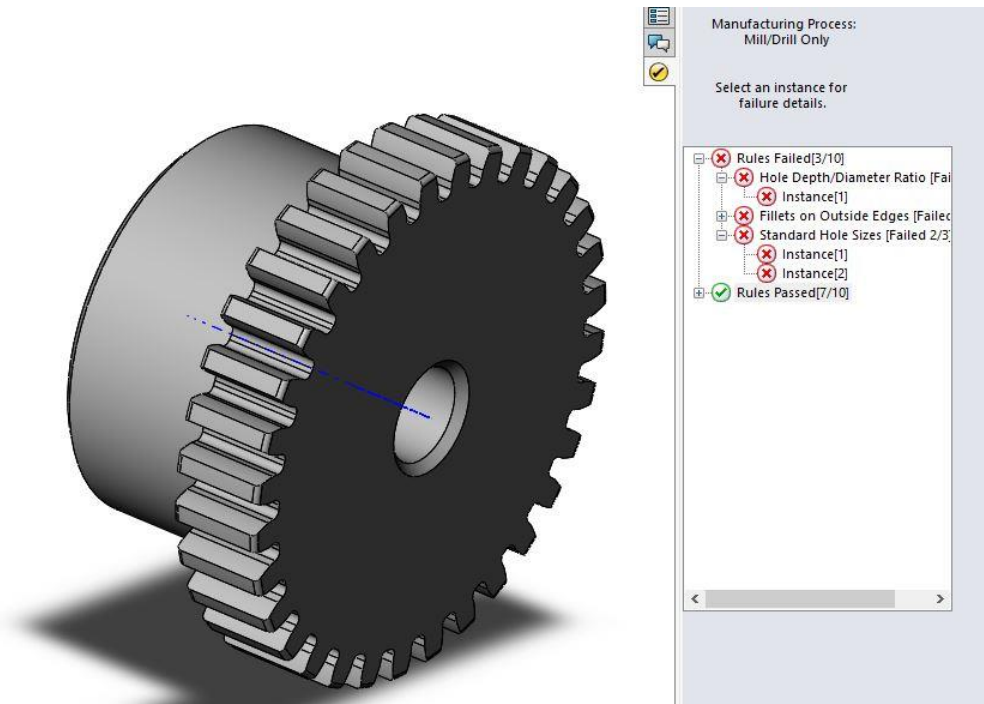 Manufacturing Process:
Mill/Drill Only
Select an instance for
failure details.
Rules Failed[3/10]
Hole Depth/Diameter Ratio [Fai
Instance[1]
Fillets on Outside Edges [Failed
Standard Hole Sizes [Failed 2/3]
Instance[1]
Instance[2]
Rules Passed[7/10]